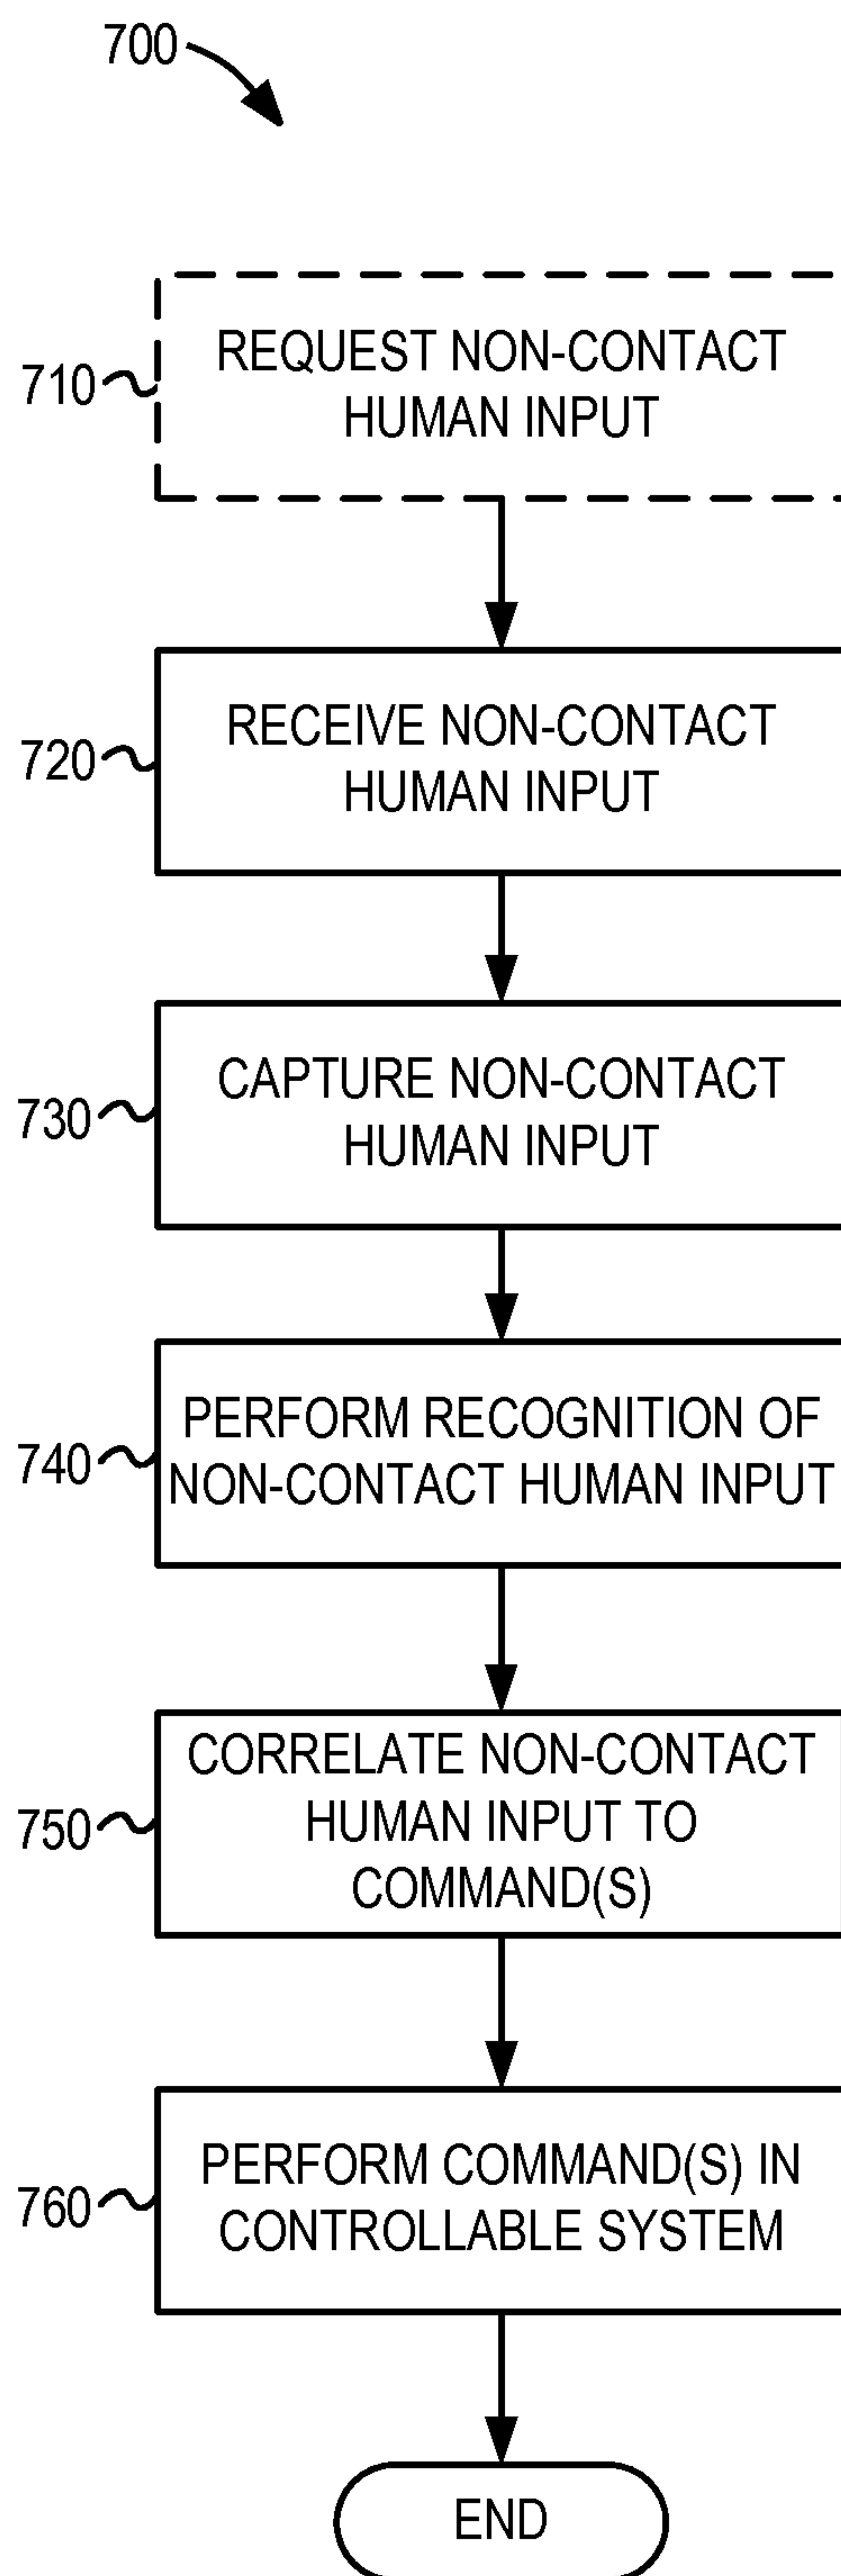 700
710
REQUEST NON-CONTACT
HUMAN INPUT
720
RECEIVE NON-CONTACT
HUMAN INPUT
730
CAPTURE NON-CONTACT
HUMAN INPUT
740
PERFORM RECOGNITION OF
NON-CONTACT HUMAN INPUT
750
CORRELATE NON-CONTACT
HUMAN INPUT TO
COMMAND(S)
760
PERFORM COMMAND(S) IN
CONTROLLABLE SYSTEM
END